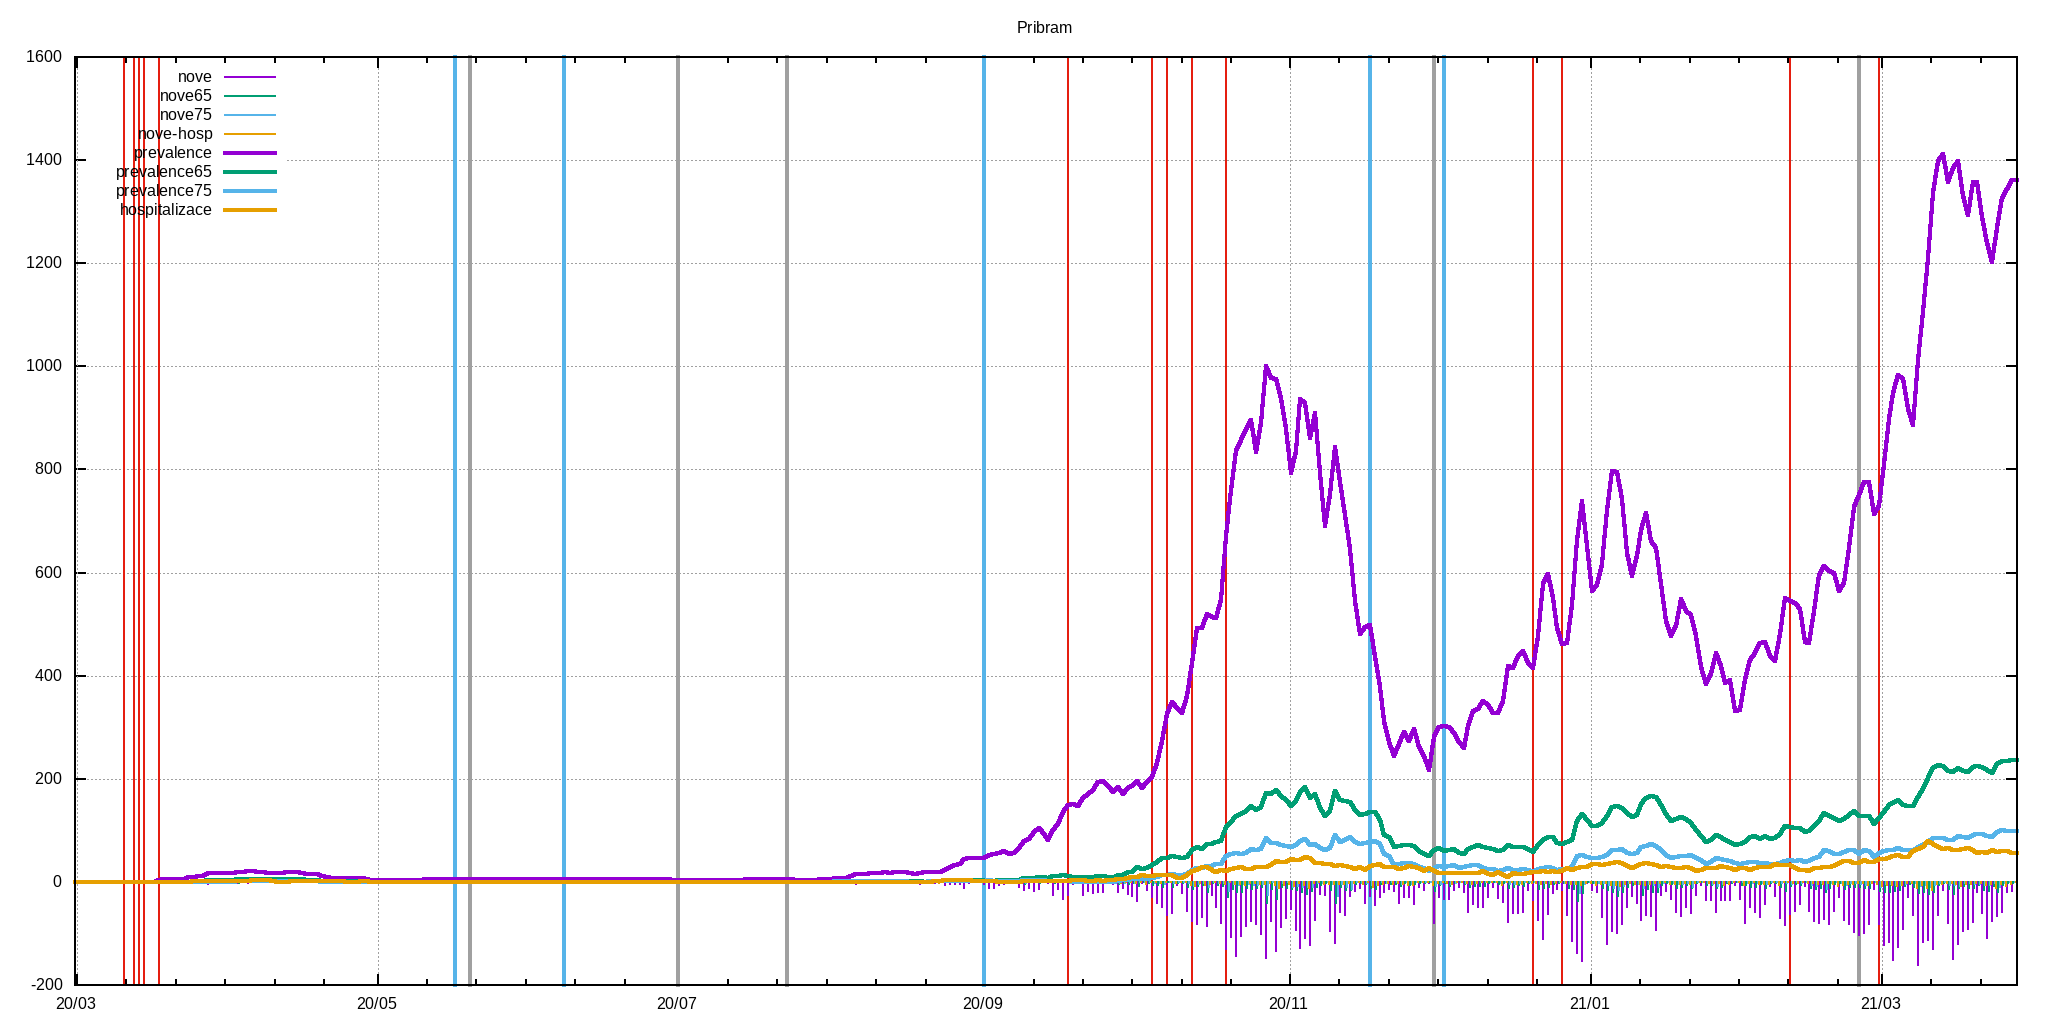 Pribram
1600
1400
1200
1000
800
600
400
200
0
-200
nove
nove65
nove75
nove-hosp
prevalence
prevalence65
prevalence75
hospitalizace
20/03 20/05 20/07 20/09 20/11 21/01 21/03